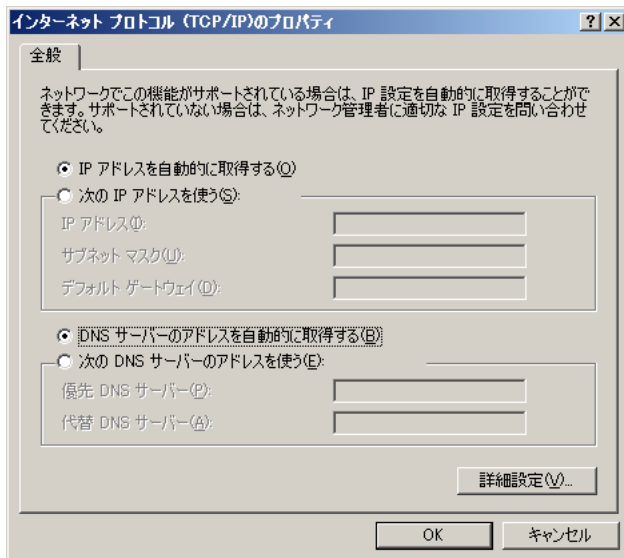 インターネット プロトコル (TCP/IP)のプロパティ
全般
ネットワークでこの機能がサポートされている場合は、IP 設定を自動的に取得することがで
きます。サポートされていない場合は、ネットワーク管理者に適切な IP 設定を問い合わせ
てください。
IP アドレスを自動的に取得する(O)
次の IP アドレスを使う(S):
IP アドレス(I):
サブネット マスク(U):
デフォルト ゲートウェイ(D):
DNS サーバーのアドレスを自動的に取得する(B)
次の DNS サーバーのアドレスを使う(E):
優先 DNS サーバー(P):
代替 DNS サーバー(A):
詳細設定(V)...
OK
キャンセル